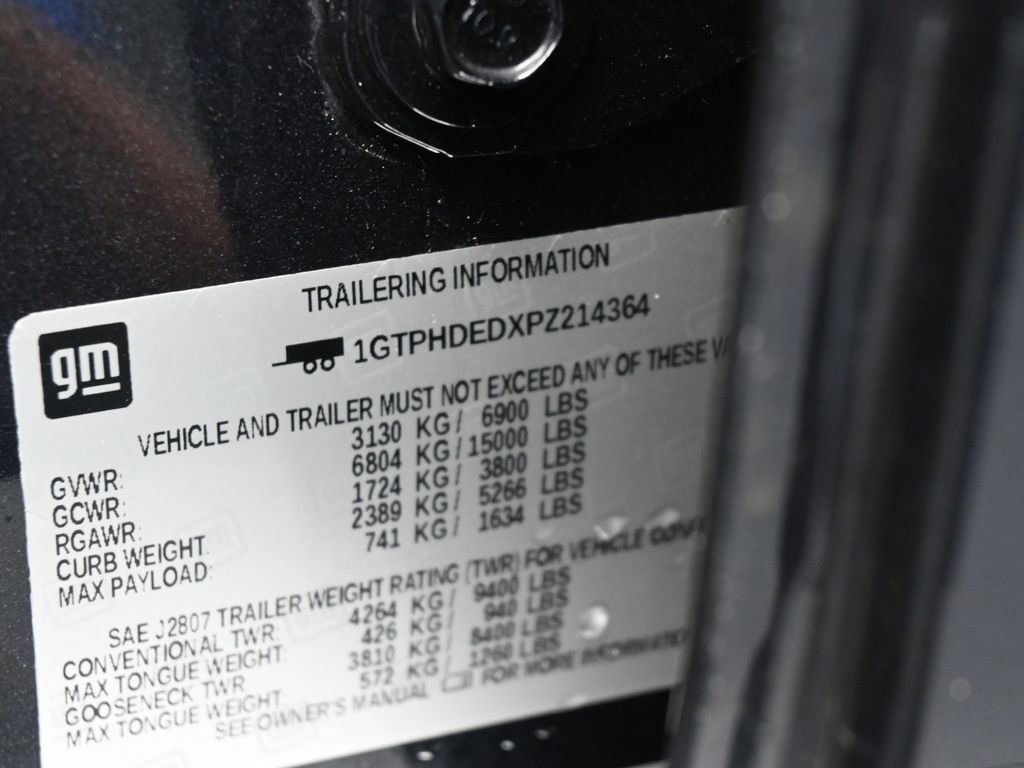 TRAILERING INFORMATION
gm
1GTPHDEDXPZ214364
VEHICLE AND TRAILER MUST NOT EXCEED ANY OF THESE
GVWR: 3130 KG/ 6900 LBS
GCWR: 6804 KG/15000 LBS
RGAWR: 1724 KG/ 3800 LBS
CURB WEIGHT: 2389 KG/ 5266 LBS
MAX PAYLOAD: 741 KG/ 1634 LBS
SAE J2807 TRAILER WEIGHT RATING (TWR) FOR VEHICLE
CONVENTIONAL TWR: 4264 KG/ 9400 LBS
MAX TONGUE WEIGHT: 426 KG/ 940 LBS
GOOSENECK TWR 3810 KG/ 8400 LBS
MAX TONGUE WEIGHT: 572 KG/ 1260 LBS
SEE OWNER'S MANUAL FOR MORE INFORMATION